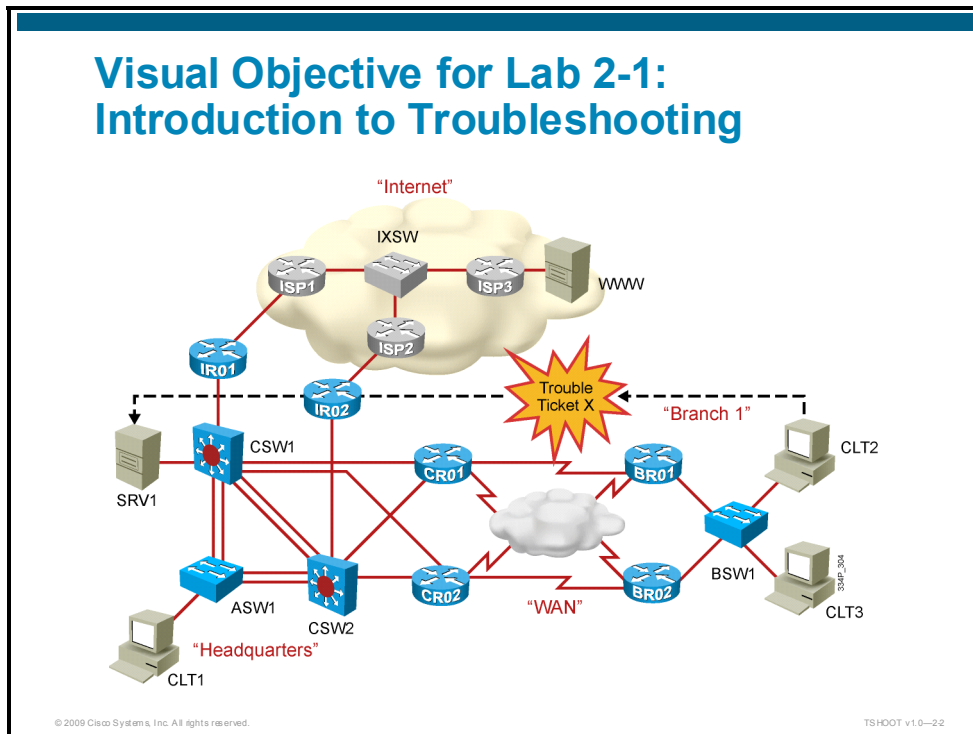 Visual Objective for Lab 2-1:
Introduction to Troubleshooting
“Internet”
IXSW
ISP1
ISP3
WWW
ISP2
IR01
IR02
Trouble
Ticket X
“Branch 1”
CSW1
CR01
BR01
CLT2
SRV1
BSW1
ASW1
CSW2
CR02
“WAN”
BR02
334P_304
CLT3
“Headquarters”
CLT1
© 2009 Cisco Systems, Inc. All rights reserved.
TSHOOT v1.0—2-2